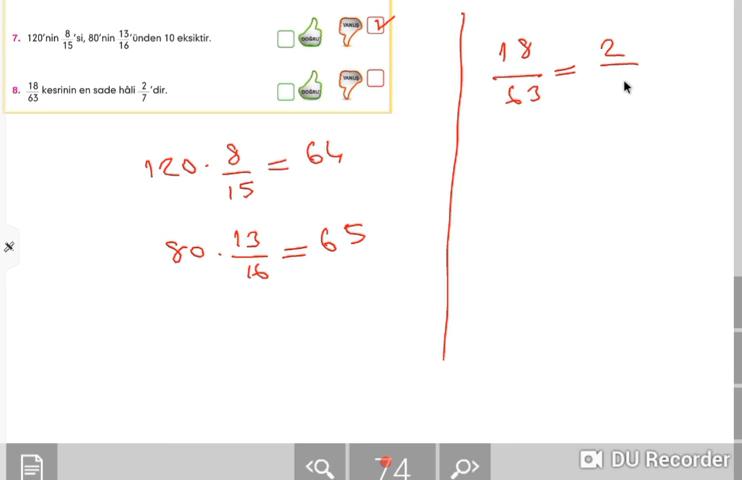 7. 120'nin 8/15'si, 80'nin 13/16'ünden 10 eksiktir.
DOĞRU
YANLIŞ
8. 18/63 kesrinin en sade hâli 2/7'dir.
DOĞRU
YANLIŞ
18/63 = 2
120 · 8/15 = 64
80 · 13/16 = 65
74
DU Recorder